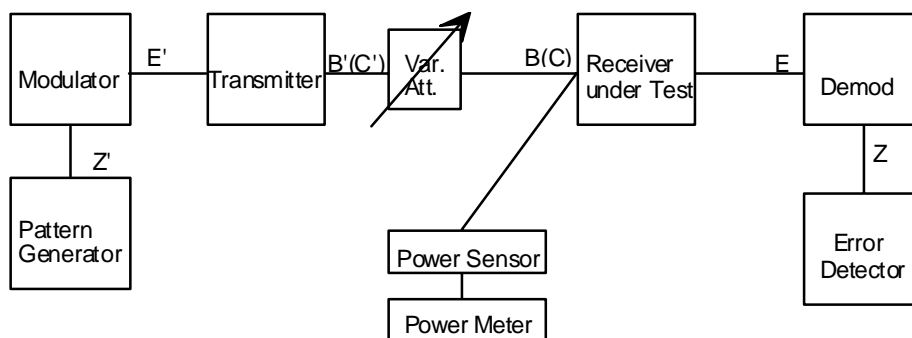 Modulator
E'
Transmitter
B'(C')
Var.
Att.
B(C)
Receiver
under Test
E
Demod
Z'
Z
Pattern
Generator
Power Sensor
Power Meter
Error
Detector